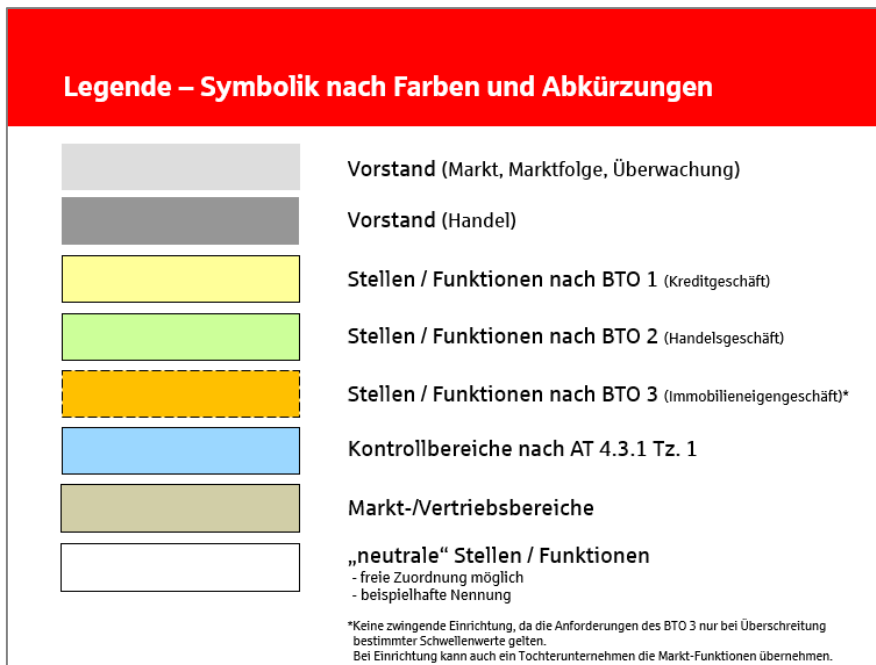 Legende – Symbolik nach Farben und Abkürzungen
Vorstand (Markt, Marktfolge, Überwachung)
Vorstand (Handel)
Stellen / Funktionen nach BTO 1 (Kreditgeschäft)
Stellen / Funktionen nach BTO 2 (Handelsgeschäft)
Stellen / Funktionen nach BTO 3 (Immobilieneigengeschäft)*
Kontrollbereiche nach AT 4.3.1 Tz. 1
Markt-/Vertriebsbereiche
„neutrale“ Stellen / Funktionen
- freie Zuordnung möglich
- beispielhafte Nennung
*Keine zwingende Einrichtung, da die Anforderungen des BTO 3 nur bei Überschreitung
bestimmter Schwellenwerte gelten.
Bei Einrichtung kann auch ein Tochterunternehmen die Markt-Funktionen übernehmen.